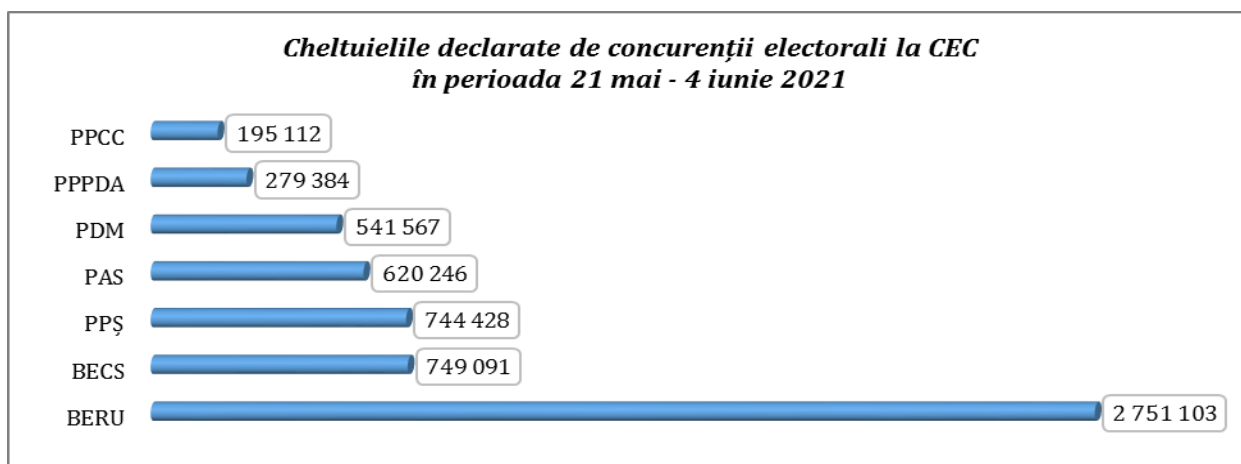 Cheltuielile declarate de concurenții electorali la CEC
în perioada 21 mai - 4 iunie 2021
PPCC 195 112
PPPDA 279 384
PDM 541 567
PAS 620 246
PPȘ 744 428
BECS 749 091
BERU 2 751 103